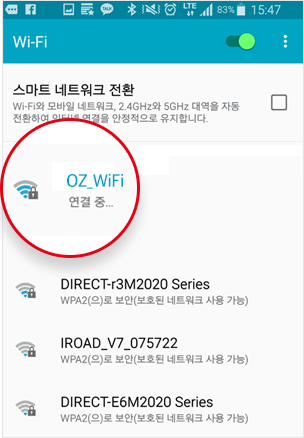 LTE 83% 15:47
Wi-Fi
스마트 네트워크 전환
Wi-Fi와 모바일 네트워크, 2.4GHz와 5GHz 대역을 자동
전환하여 인터넷 연결을 안정적으로 유지합니다.
OZ_WiFi
연결 중...
DIRECT-r3M2020 Series
WPA2(으)로 보안(보호된 네트워크 사용 가능)
IROAD_V7_075722
WPA2(으)로 보안(보호된 네트워크 사용 가능)
DIRECT-E6M2020 Series
WPA2(으)로 보안(보호된 네트워크 사용 가능)